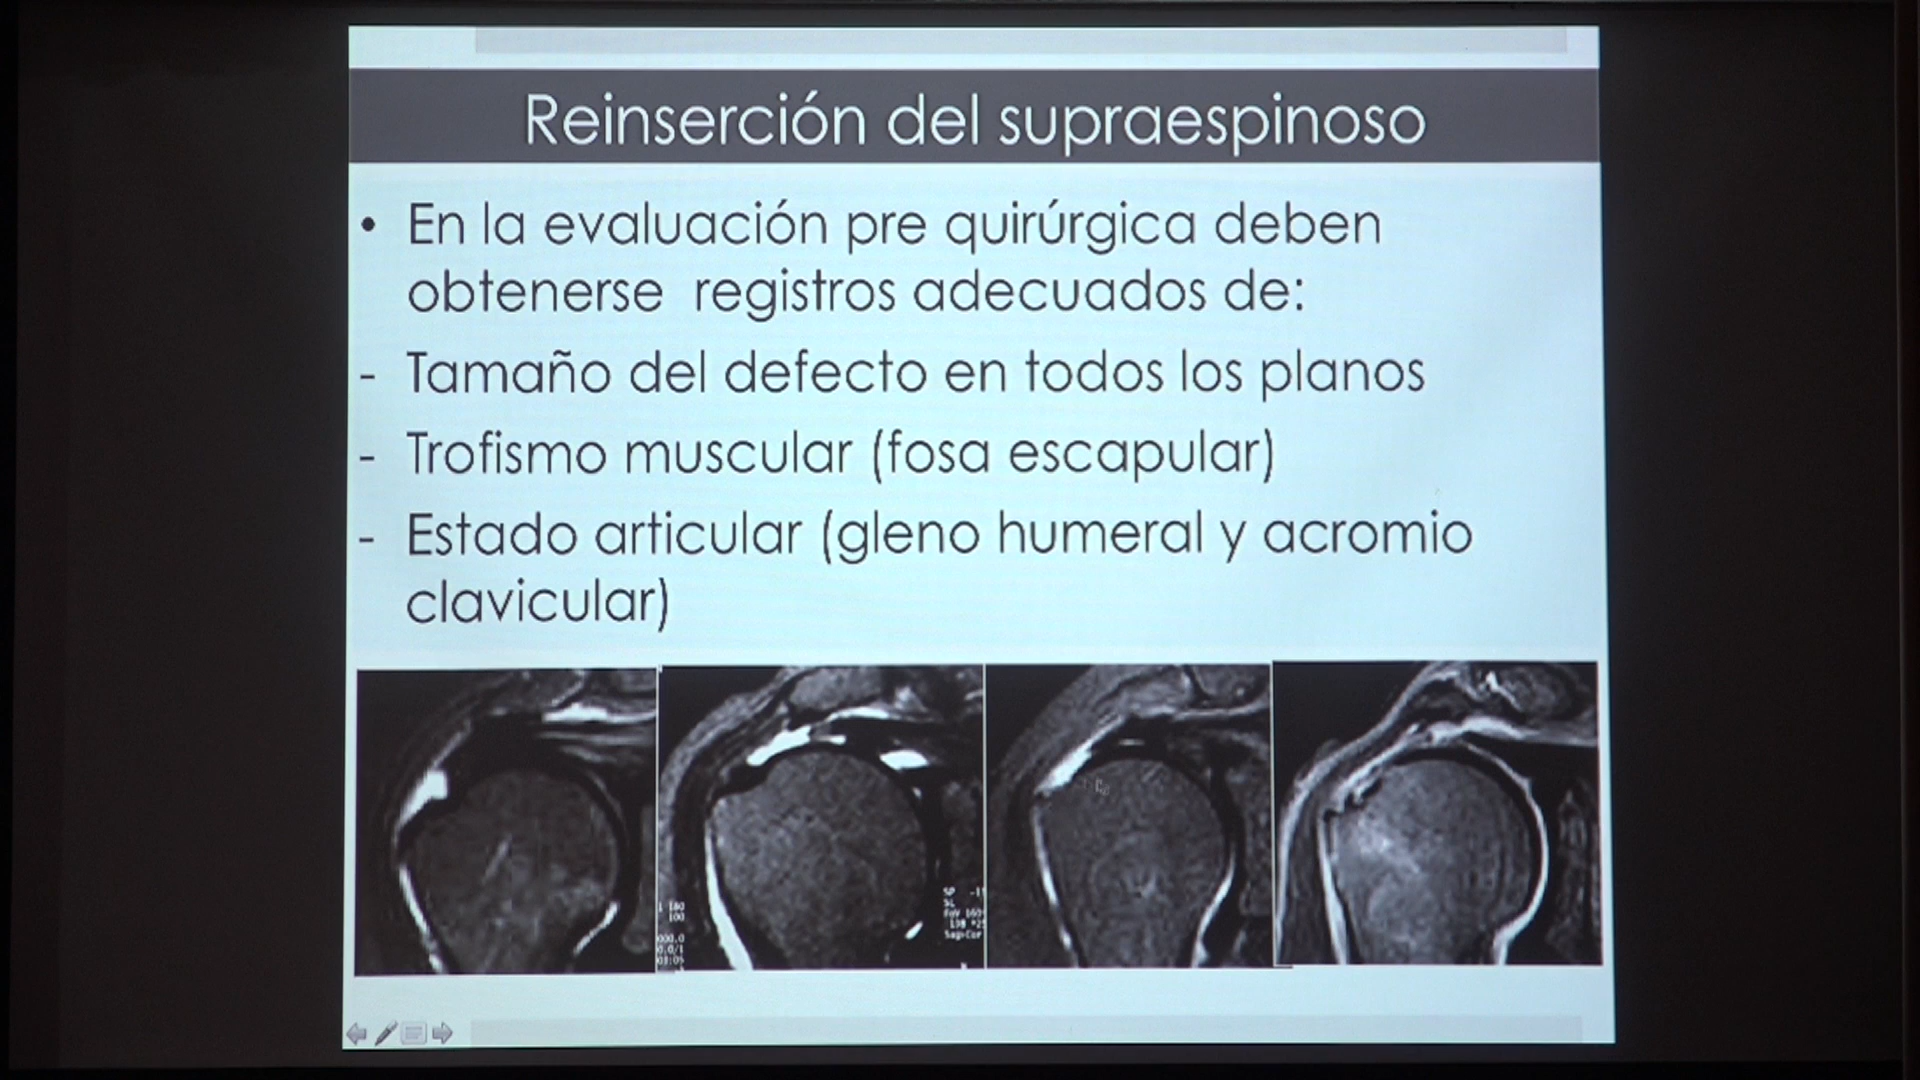 Reinserción del supraespinoso
• En la evaluación pre quirúrgica deben
obtenerse registros adecuados de:
- Tamaño del defecto en todos los planos
- Trofismo muscular (fosa escapular)
- Estado articular (gleno humeral y acromio
clavicular)